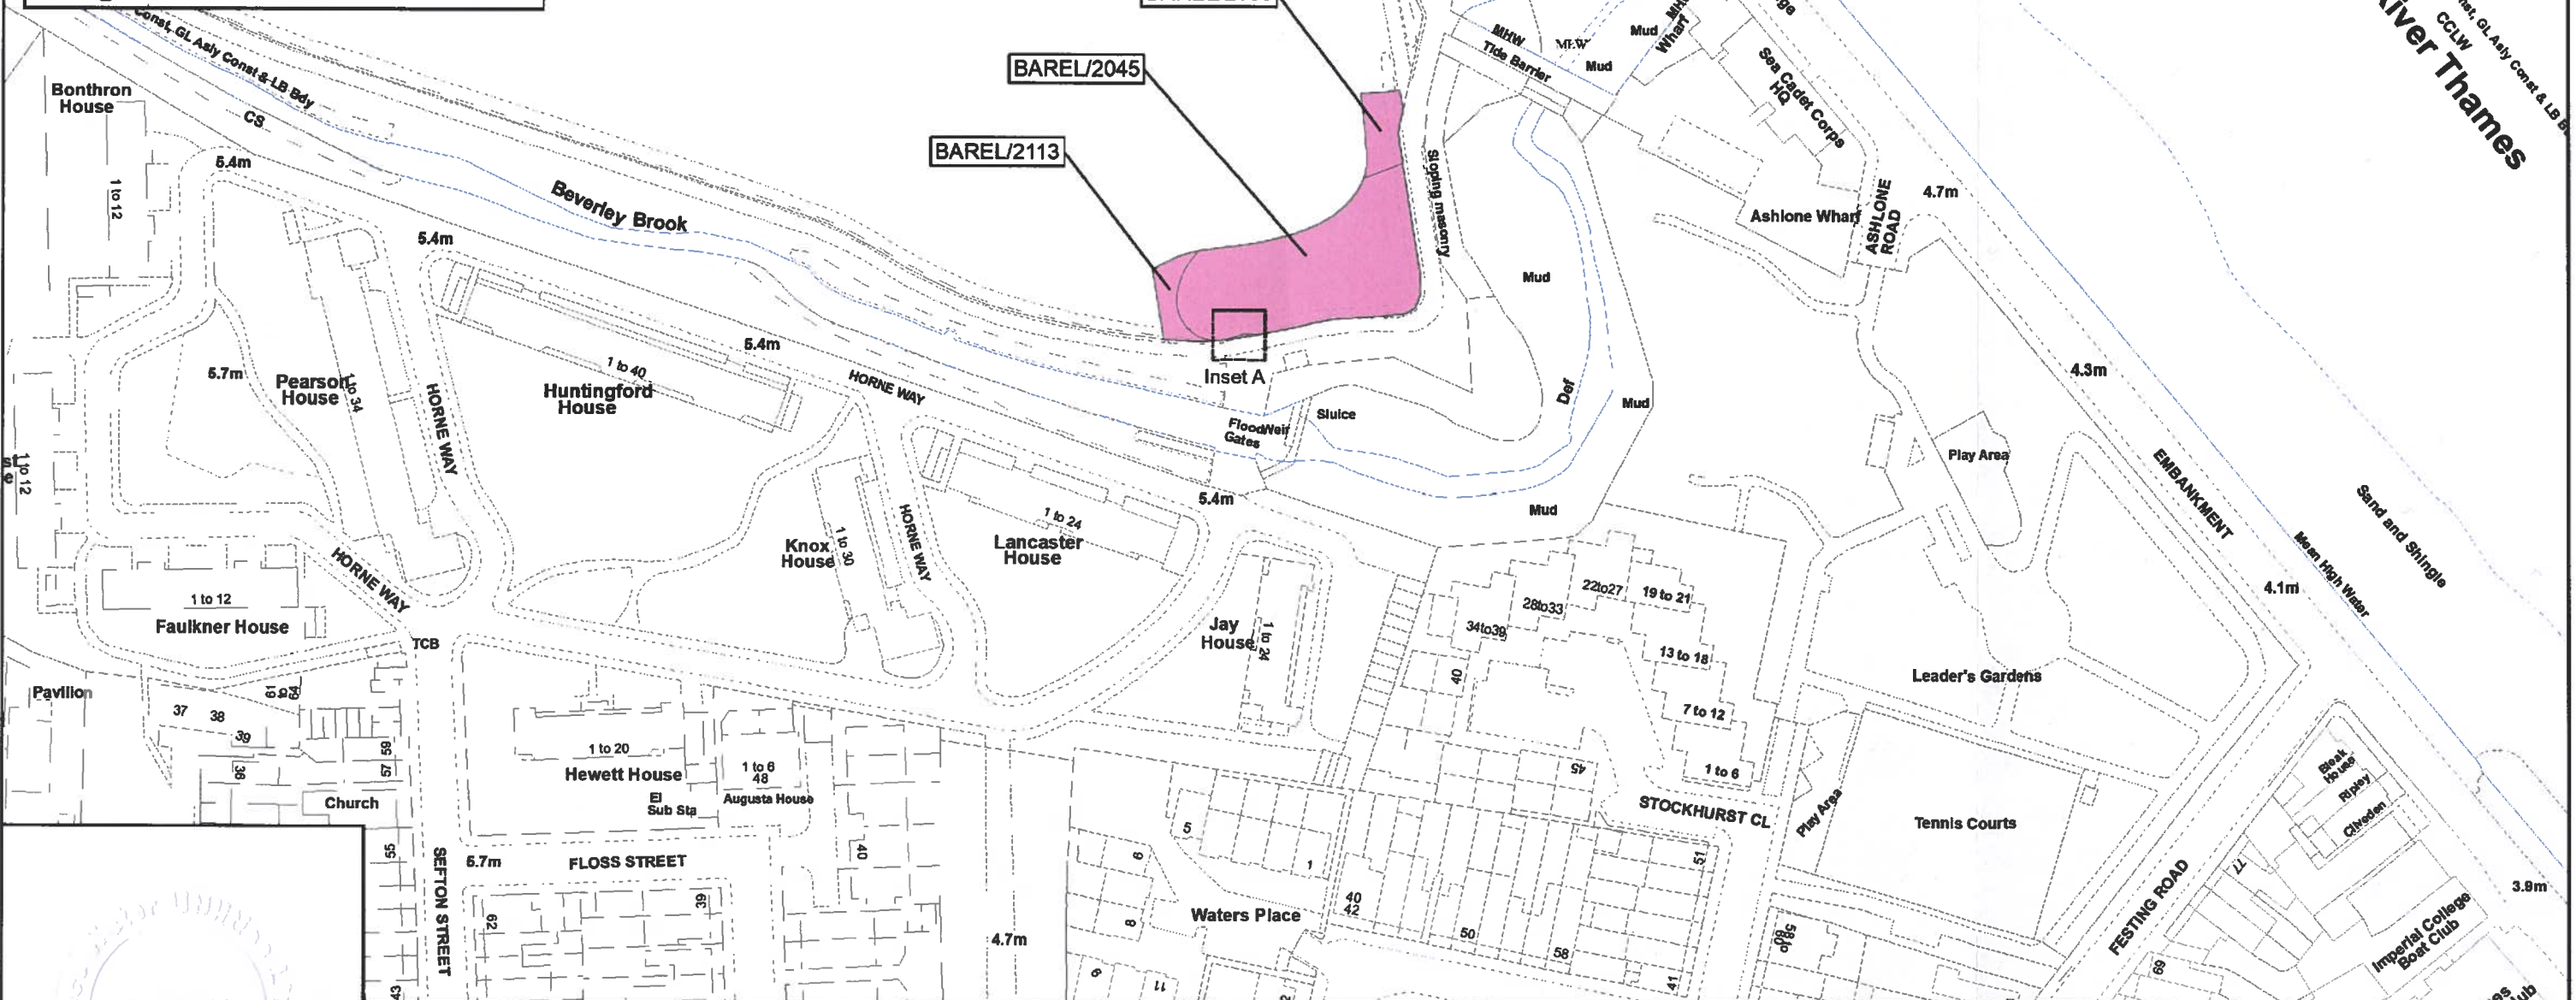 Const, GL Asly Const & LB Bdy
CS
Bonthron
House
1 to 12
5.4m
Beverley Brook
5.4m
BAREL/2045
BAREL/2113
Inset A
Sloping masonry
MHW
Tide Barrier
MHW
Mud
Mud
Wharf
Sea Cadet Corps
HQ
Ashlone Wharf
ASHLONE
ROAD
4.7m
CCLW
River Thames
Mud
Def
Mud
Mud
Sluice
Flood
Gates
Weir
5.4m
HORNE WAY
5.4m
5.7m
Pearson
House
1 to 34
HORNE WAY
1 to 40
Huntingford
House
1 to 12
Knox
House
1 to 30
HORNE WAY
1 to 24
Lancaster
House
HORNE WAY
1 to 12
Faulkner House
TCB
Jay
House
1 to 24
4.3m
Play Area
EMBANKMENT
Sand and Shingle
Mean High Water
4.1m
22to27
19 to 21
28to33
34to39
13 to 18
40
7 to 12
1 to 6
45
STOCKHURST CL
Leader's Gardens
Play Area
Tennis Courts
Pavilion
37
38
39
36
61
64
59
57
Church
55
43
SEFTON STREET
1 to 20
Hewett House
El
Sub Sta
1 to 6
48
Augusta House
5.7m
FLOSS STREET
62
39
40
4.7m
5
6
8
9
11
1
Waters Place
40
42
50
58
51
41
FESTING ROAD
77
69
Bleak
House
Ripley
Cliveden
3.9m
Imperial College
Boat Club